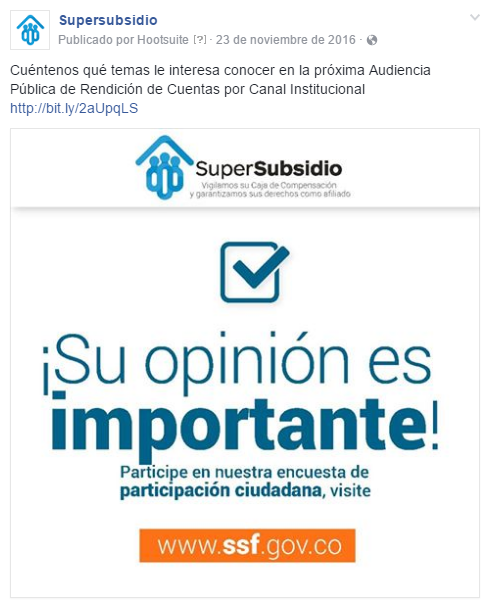 Supersubsidio
Publicado por Hootsuite [?] · 23 de noviembre de 2016 ·
Cuéntenos qué temas le interesa conocer en la próxima Audiencia
Pública de Rendición de Cuentas por Canal Institucional
http://bit.ly/2aUpqLS
SuperSubsidio
Vigilamos su Caja de Compensación
y garantizamos sus derechos como afiliado
¡Su opinión es
importante!
Participe en nuestra encuesta de
participación ciudadana, visite
www.ssf.gov.co